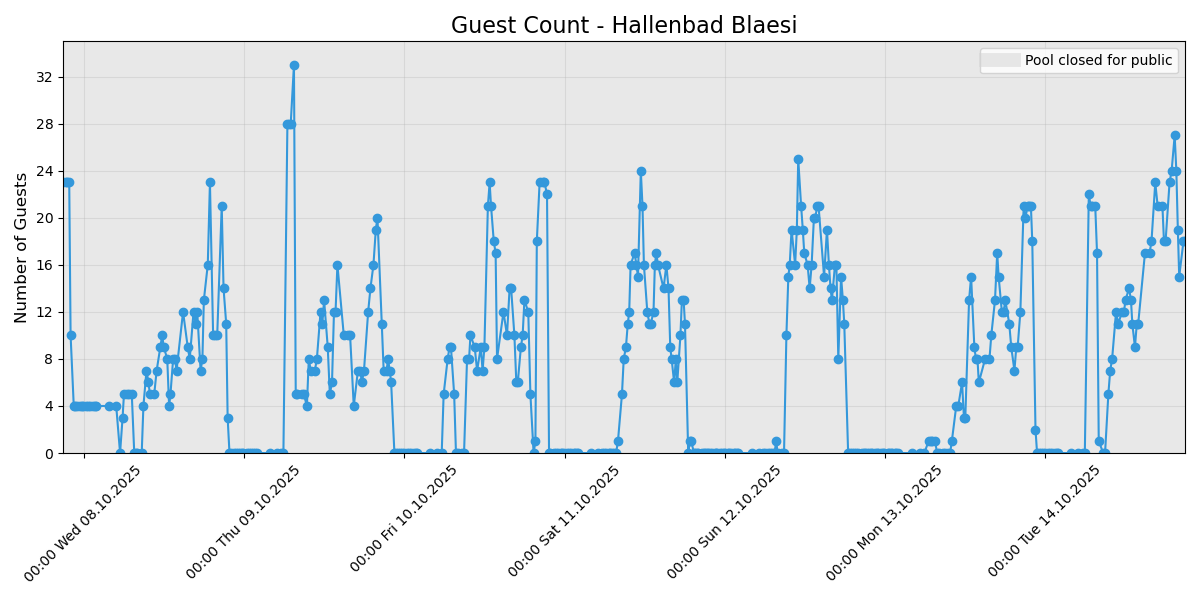 Guest Count - Hallenbad Blaesi
Pool closed for public
Number of Guests
32
28
24
20
16
12
8
4
0
00:00 Wed 08.10.2025
00:00 Thu 09.10.2025
00:00 Fri 10.10.2025
00:00 Sat 11.10.2025
00:00 Sun 12.10.2025
00:00 Mon 13.10.2025
00:00 Tue 14.10.2025